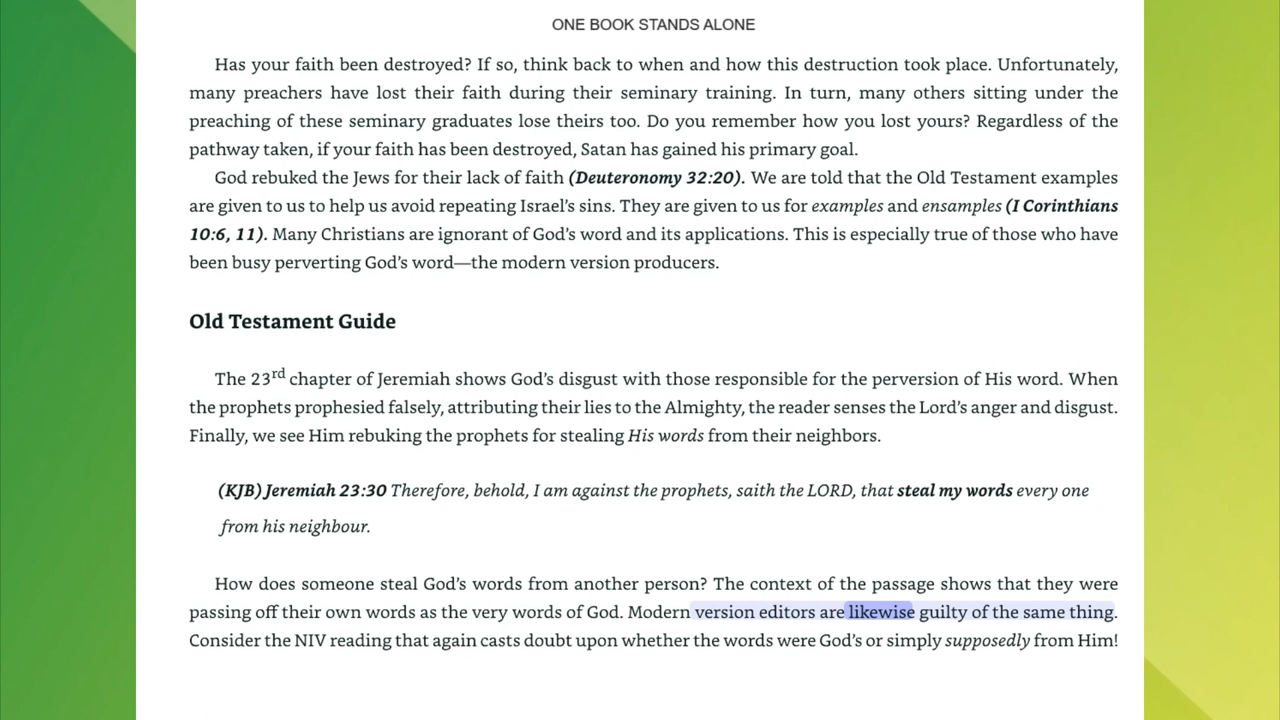 ONE BOOK STANDS ALONE
Has your faith been destroyed? If so, think back to when and how this destruction took place. Unfortunately,
many preachers have lost their faith during their seminary training. In turn, many others sitting under the
preaching of these seminary graduates lose theirs too. Do you remember how you lost yours? Regardless of the
pathway taken, if your faith has been destroyed, Satan has gained his primary goal.
God rebuked the Jews for their lack of faith (Deuteronomy 32:20). We are told that the Old Testament examples
are given to us to help us avoid repeating Israel’s sins. They are given to us for examples and ensamples (I Corinthians
10:6, 11). Many Christians are ignorant of God’s word and its applications. This is especially true of those who have
been busy perverting God’s word—the modern version producers.
Old Testament Guide
The 23rd chapter of Jeremiah shows God’s disgust with those responsible for the perversion of His word. When
the prophets prophesied falsely, attributing their lies to the Almighty, the reader senses the Lord’s anger and disgust.
Finally, we see Him rebuking the prophets for stealing His words from their neighbors.
(KJB) Jeremiah 23:30 Therefore, behold, I am against the prophets, saith the LORD, that steal my words every one
from his neighbour.
How does someone steal God’s words from another person? The context of the passage shows that they were
passing off their own words as the very words of God. Modern version editors are likewise guilty of the same thing.
Consider the NIV reading that again casts doubt upon whether the words were God’s or simply supposedly from Him!